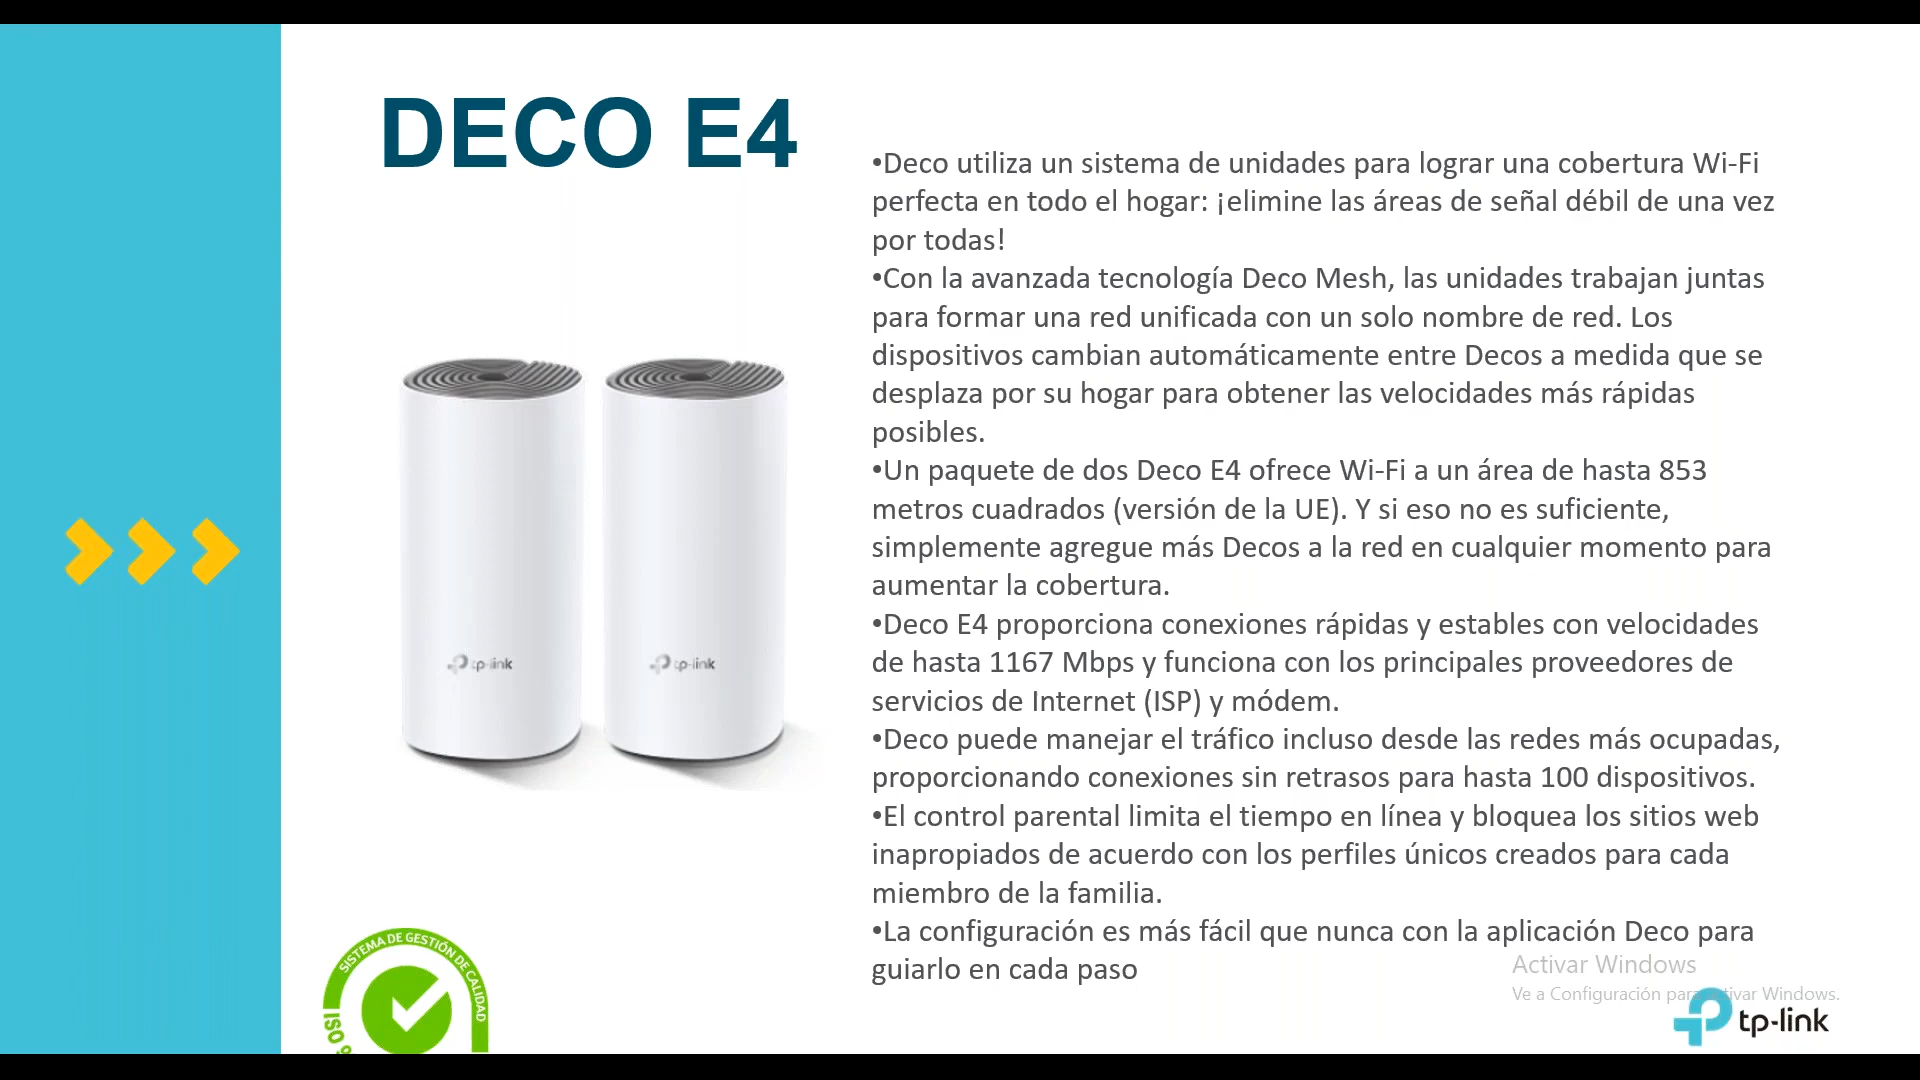 DECO E4
•Deco utiliza un sistema de unidades para lograr una cobertura Wi-Fi
perfecta en todo el hogar: ¡elimine las áreas de señal débil de una vez
por todas!
•Con la avanzada tecnología Deco Mesh, las unidades trabajan juntas
para formar una red unificada con un solo nombre de red. Los
dispositivos cambian automáticamente entre Decos a medida que se
desplaza por su hogar para obtener las velocidades más rápidas
posibles.
•Un paquete de dos Deco E4 ofrece Wi-Fi a un área de hasta 853
metros cuadrados (versión de la UE). Y si eso no es suficiente,
simplemente agregue más Decos a la red en cualquier momento para
aumentar la cobertura.
•Deco E4 proporciona conexiones rápidas y estables con velocidades
de hasta 1167 Mbps y funciona con los principales proveedores de
servicios de Internet (ISP) y módem.
•Deco puede manejar el tráfico incluso desde las redes más ocupadas,
proporcionando conexiones sin retrasos para hasta 100 dispositivos.
•El control parental limita el tiempo en línea y bloquea los sitios web
inapropiados de acuerdo con los perfiles únicos creados para cada
miembro de la familia.
•La configuración es más fácil que nunca con la aplicación Deco para
guiarlo en cada paso
tp-link
tp-link
SISTEMA DE GESTIÓN DE CALIDAD
ISO
Activar Windows
Ve a Configuración para activar Windows.
tp-link